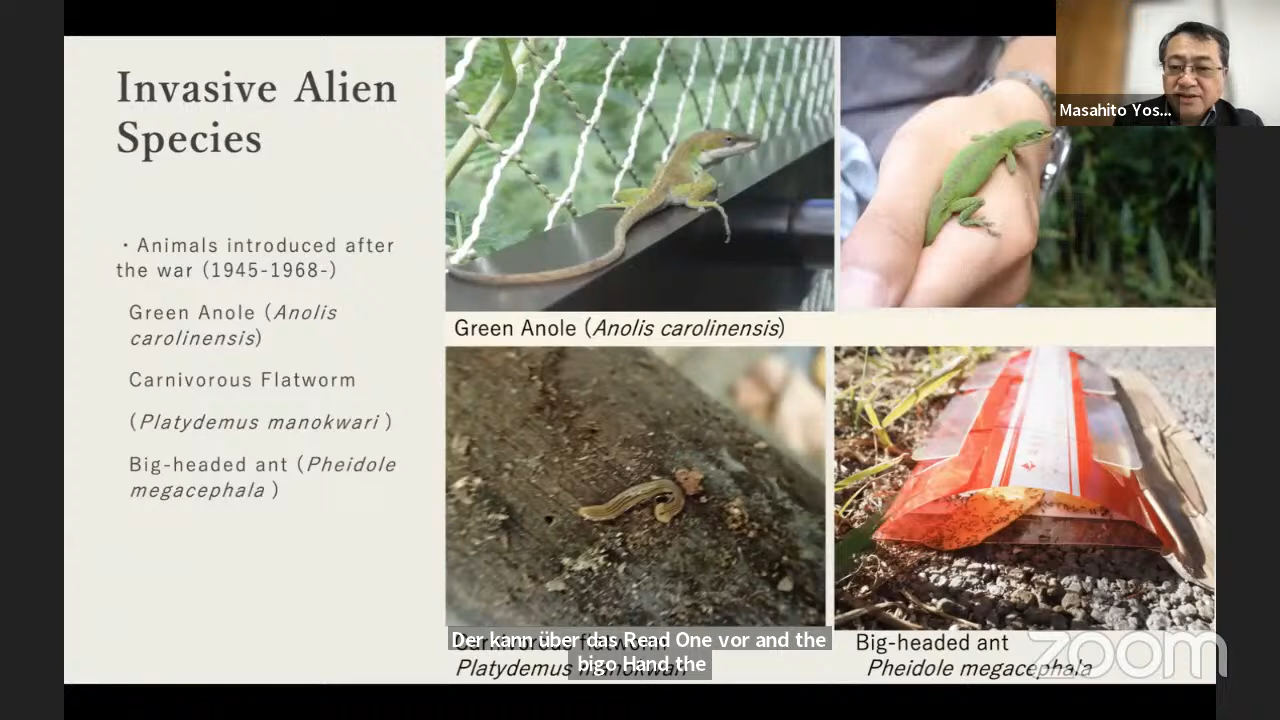 Invasive Alien
Species
・Animals introduced after
the war (1945-1968-)
Green Anole (Anolis
carolinensis)
Carnivorous Flatworm
(Platydemus manokwari )
Big-headed ant (Pheidole
megacephala )
Masahito Yos...
Green Anole (Anolis carolinensis)
Carnivorous flatworm
Platydemus manokwari
Der kann über das Read One vor and the
bigo Hand the
Big-headed ant
Pheidole megacephala
zoom